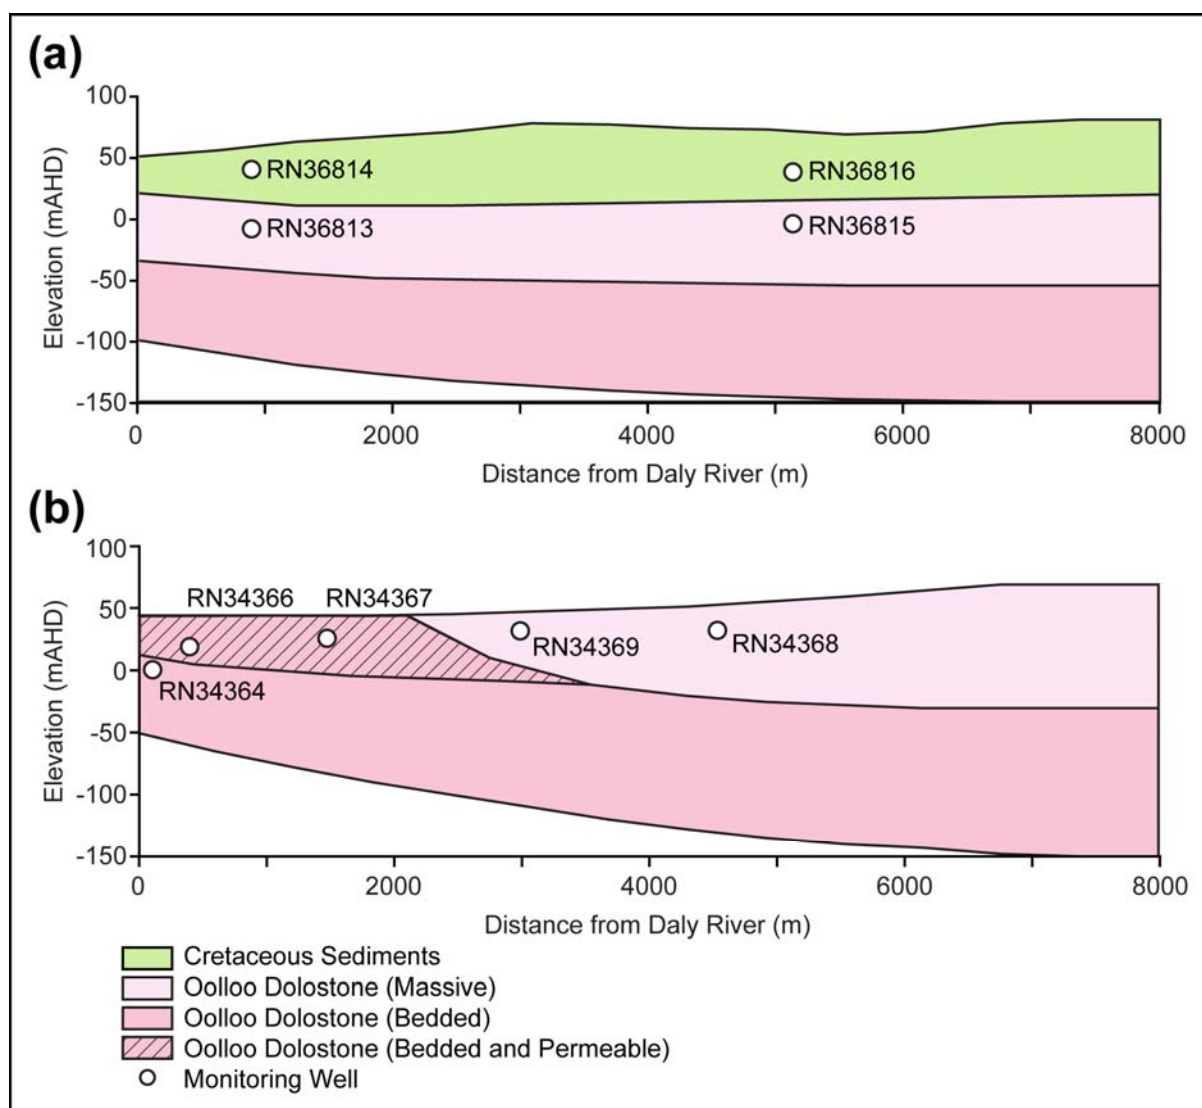 (a)
100
50
0
-50
-100
-150
Elevation (mAHD)
RN36814
RN36816
RN36813
RN36815
0 2000 4000 6000 8000
Distance from Daly River (m)
(b)
100
50
0
-50
-100
-150
Elevation (mAHD)
RN34366 RN34367
RN34369
RN34368
RN34364
0 2000 4000 6000 8000
Distance from Daly River (m)
Cretaceous Sediments
Oolloo Dolostone (Massive)
Oolloo Dolostone (Bedded)
Oolloo Dolostone (Bedded and Permeable)
Monitoring Well